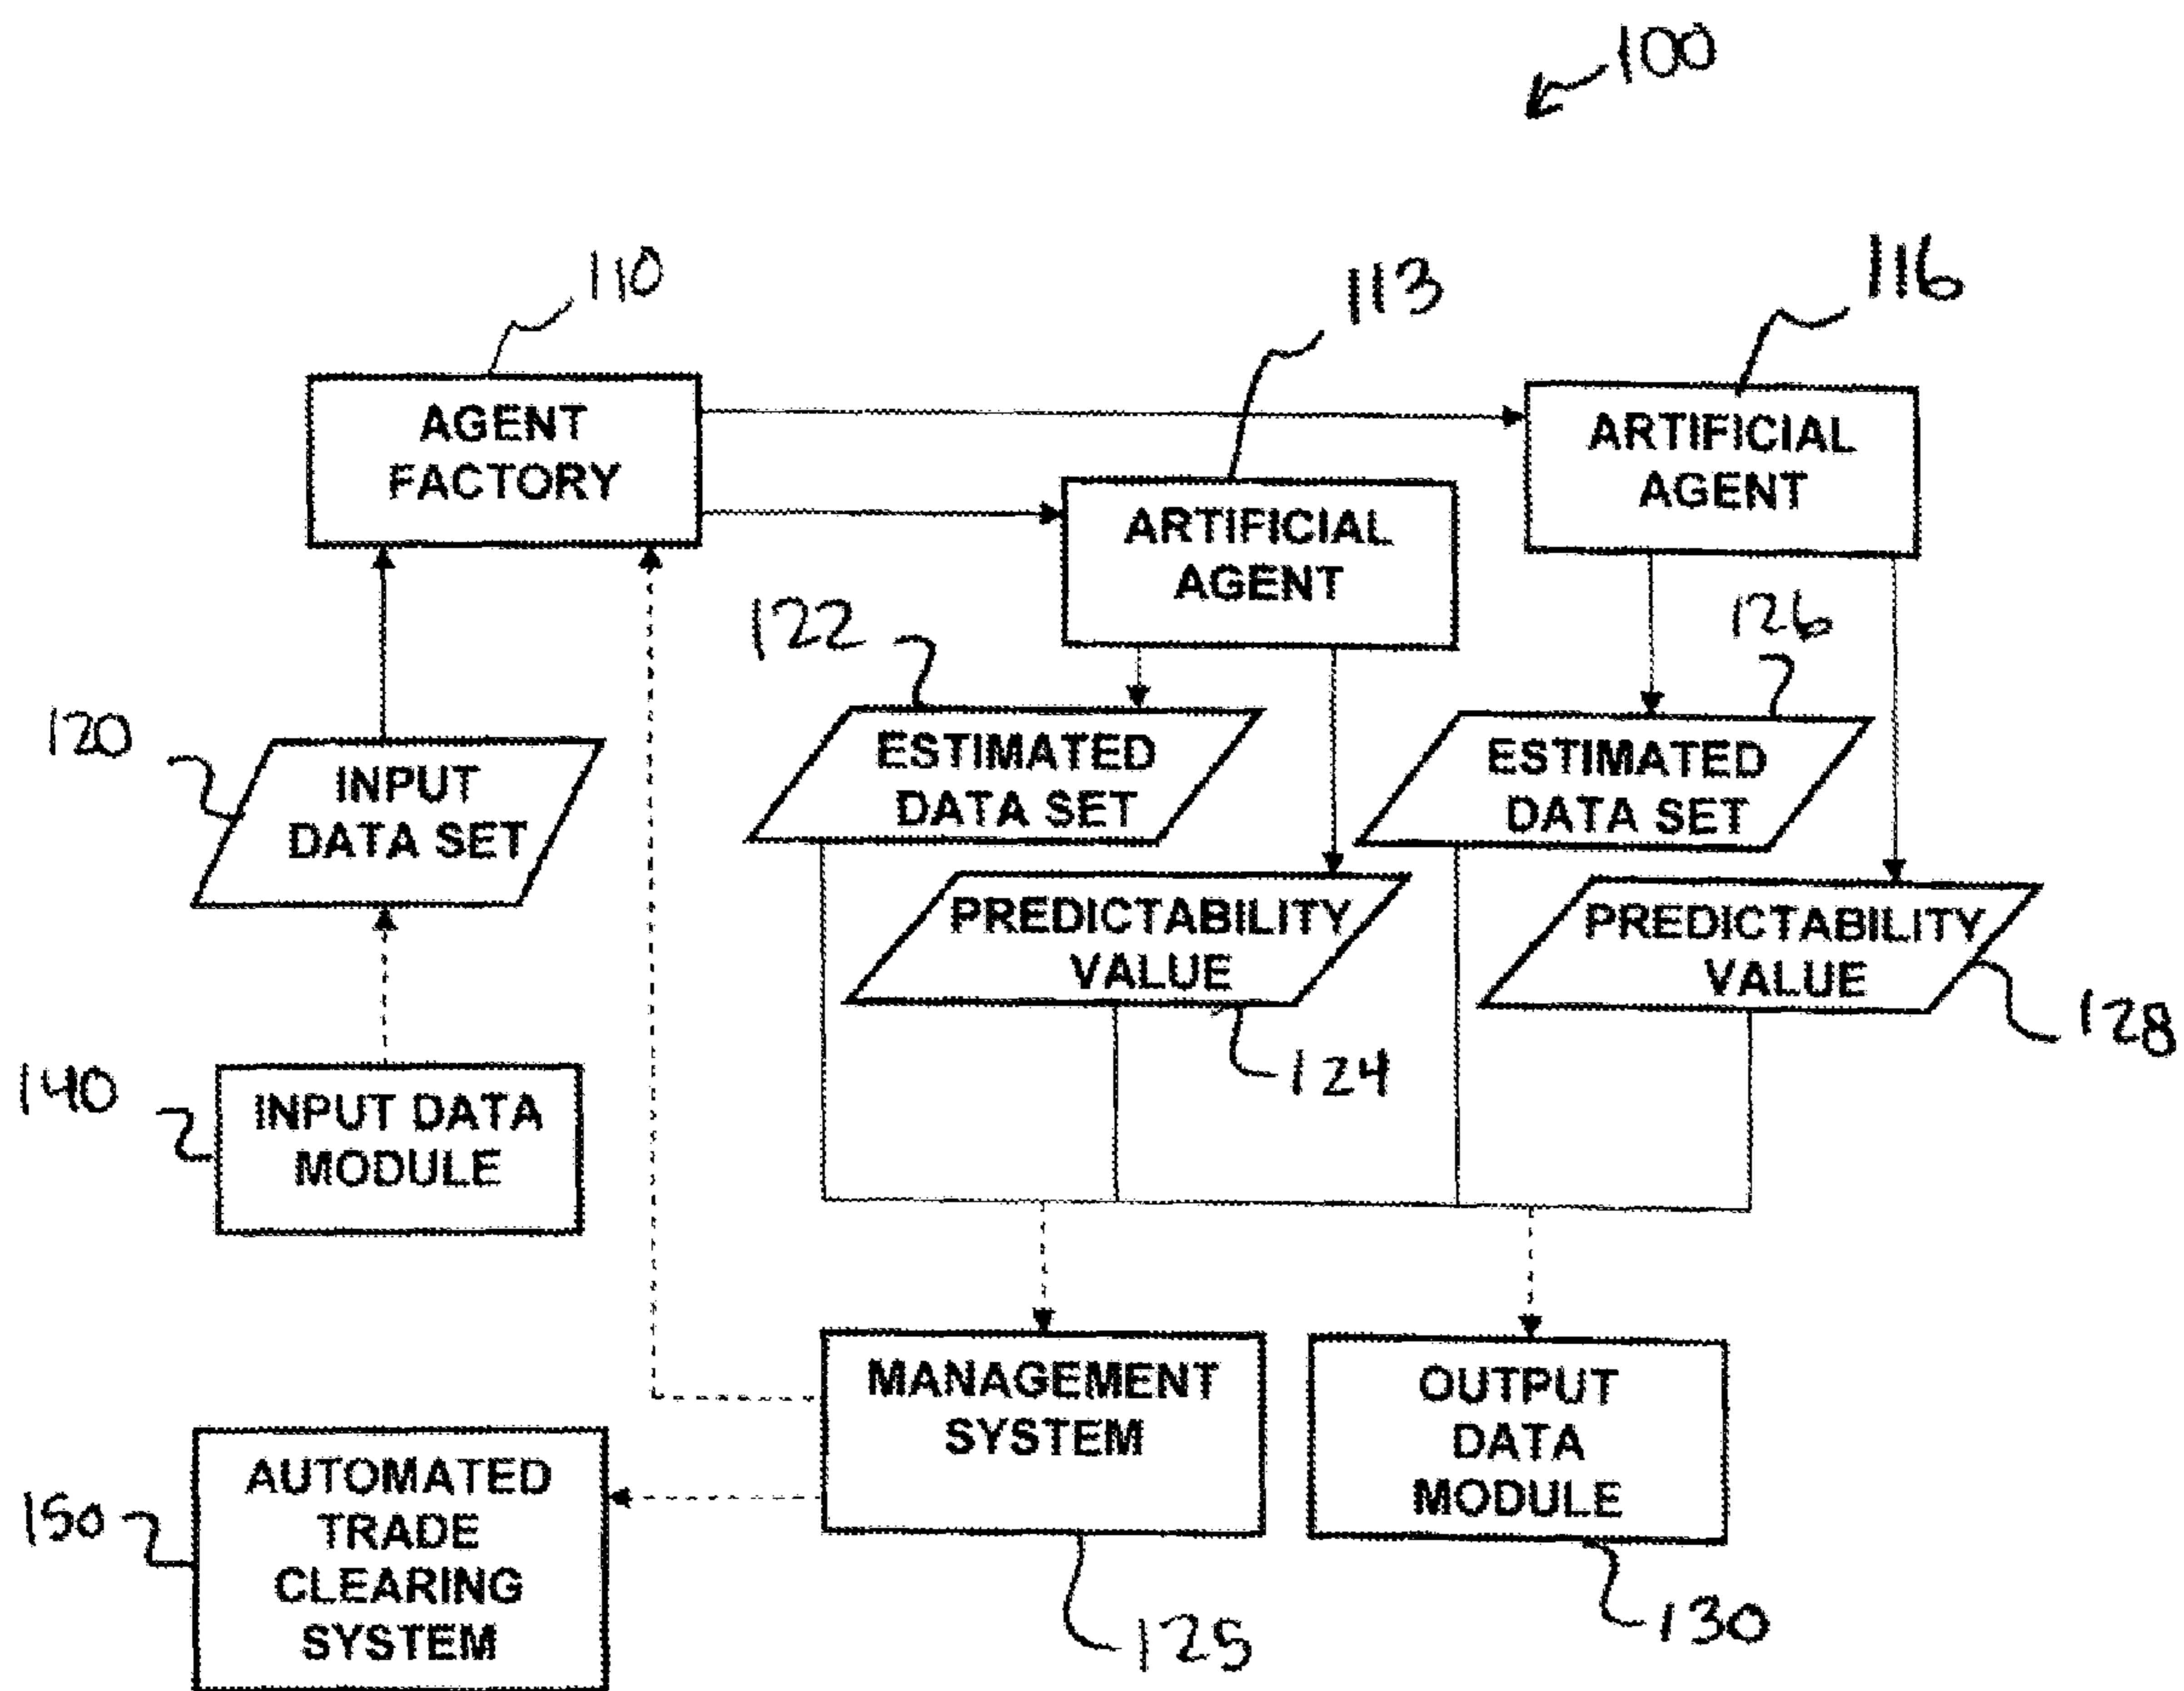 100
110
113
116
AGENT
FACTORY
ARTIFICIAL
AGENT
ARTIFICIAL
AGENT
122
126
120
INPUT
DATA SET
ESTIMATED
DATA SET
ESTIMATED
DATA SET
PREDICTABILITY
VALUE
PREDICTABILITY
VALUE
124
128
140
INPUT DATA
MODULE
MANAGEMENT
SYSTEM
OUTPUT
DATA
MODULE
150
AUTOMATED
TRADE
CLEARING
SYSTEM
125
130